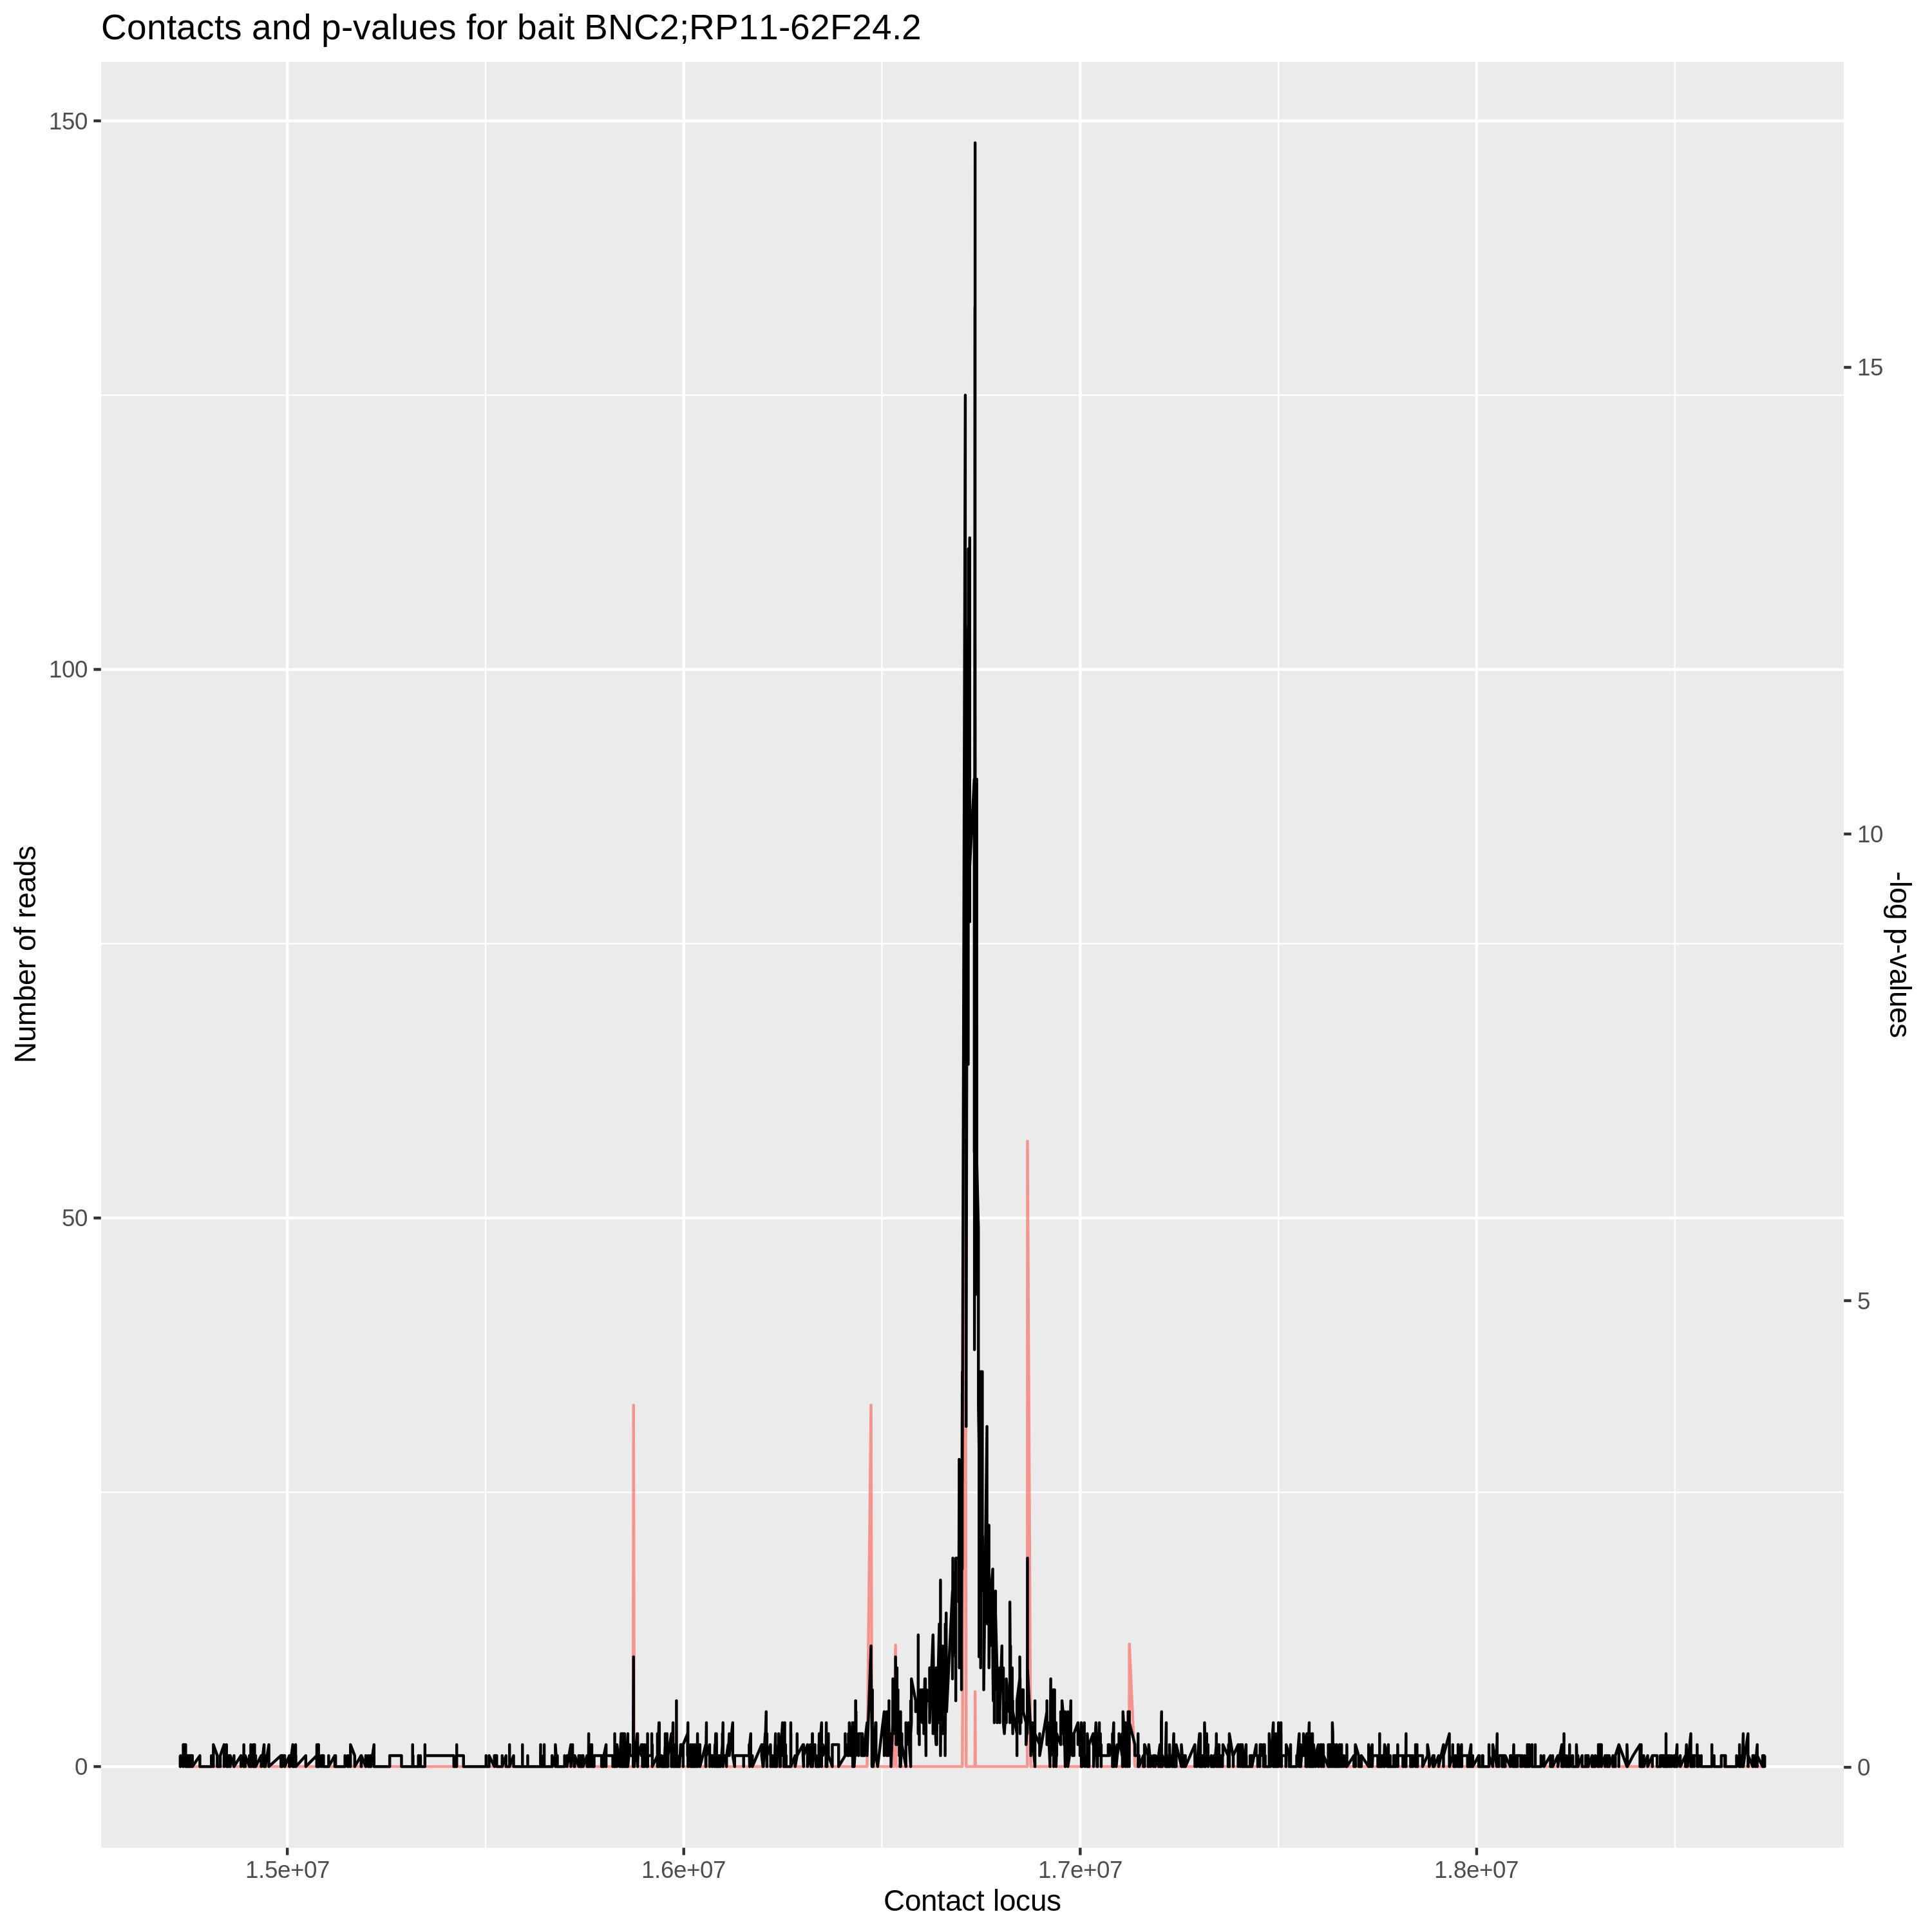 Contacts and p-values for bait BNC2;RP11-62F24.2
150
100
50
0
Number of reads
15
10
5
0
-log p-values
1.5e+07
1.6e+07
1.7e+07
1.8e+07
Contact locus